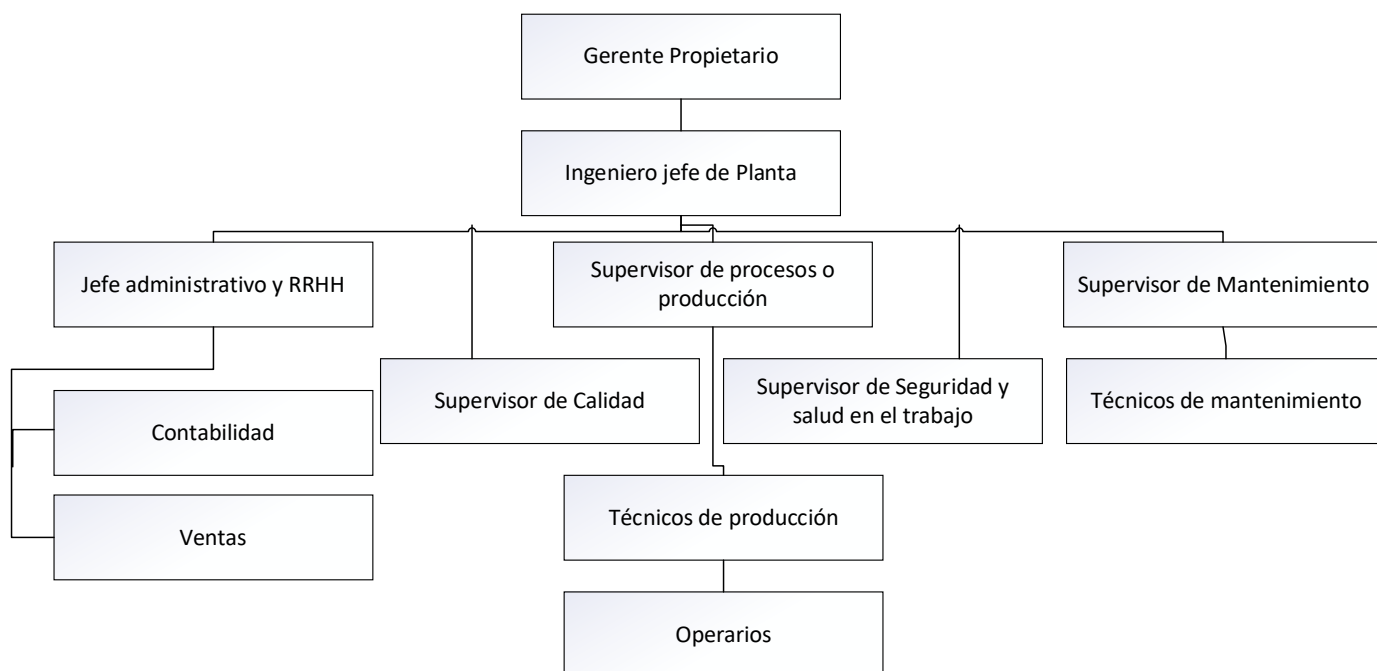 Gerente Propietario
Ingeniero jefe de Planta
Jefe administrativo y RRHH
Supervisor de procesos o
producción
Supervisor de Mantenimiento
Supervisor de Calidad
Supervisor de Seguridad y
salud en el trabajo
Técnicos de mantenimiento
Contabilidad
Ventas
Técnicos de producción
Operarios